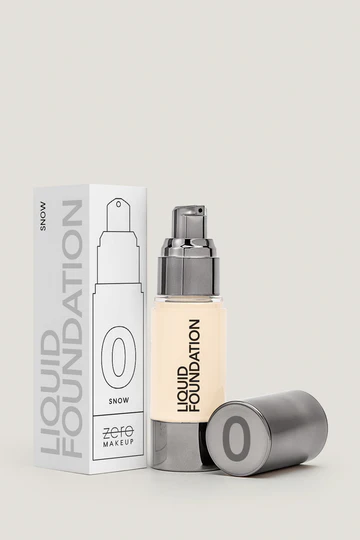 SNOW
LIQUID
FOUNDATION
0
SNOW
zero
MAKEUP
LIQUID
FOUNDATION
0